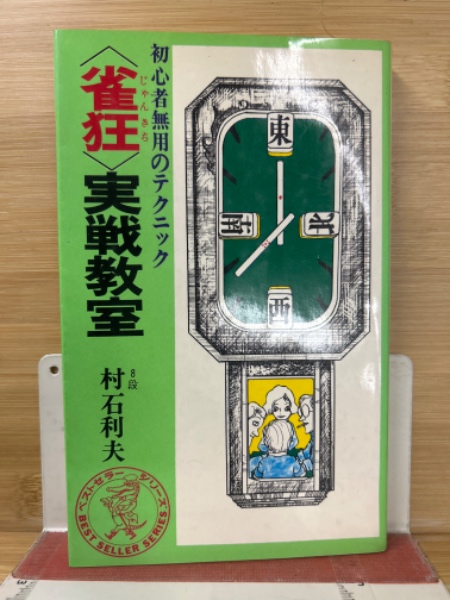 初心者無用のテクニック
〈雀狂〉実戦教室
じゃんきち
8段
村石利夫
東
南
北
西
ベストセラーシリーズ
BEST SELLER SERIES